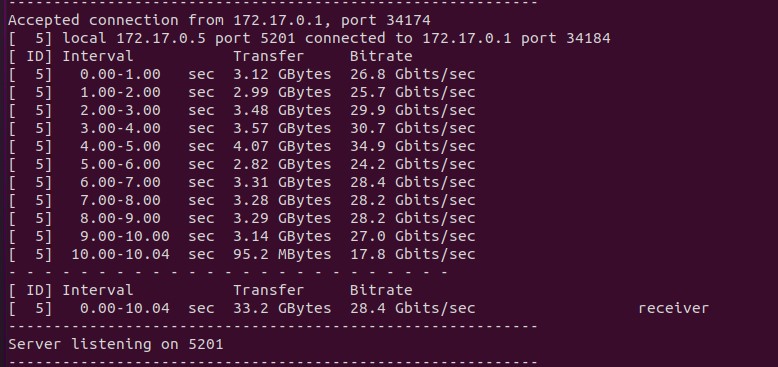 -----------------------------------------------------------
Accepted connection from 172.17.0.1, port 34174
[  5] local 172.17.0.5 port 5201 connected to 172.17.0.1 port 34184
[ ID] Interval           Transfer     Bitrate
[  5]   0.00-1.00   sec  3.12 GBytes  26.8 Gbits/sec
[  5]   1.00-2.00   sec  2.99 GBytes  25.7 Gbits/sec
[  5]   2.00-3.00   sec  3.48 GBytes  29.9 Gbits/sec
[  5]   3.00-4.00   sec  3.57 GBytes  30.7 Gbits/sec
[  5]   4.00-5.00   sec  4.07 GBytes  34.9 Gbits/sec
[  5]   5.00-6.00   sec  2.82 GBytes  24.2 Gbits/sec
[  5]   6.00-7.00   sec  3.31 GBytes  28.4 Gbits/sec
[  5]   7.00-8.00   sec  3.28 GBytes  28.2 Gbits/sec
[  5]   8.00-9.00   sec  3.29 GBytes  28.2 Gbits/sec
[  5]   9.00-10.00  sec  3.14 GBytes  27.0 Gbits/sec
[  5]  10.00-10.04  sec  95.2 MBytes  17.8 Gbits/sec
- - - - - - - - - - - - - - - - - - - - - - - - -
[ ID] Interval           Transfer     Bitrate
[  5]   0.00-10.04  sec  33.2 GBytes  28.4 Gbits/sec                  receiver
-----------------------------------------------------------
Server listening on 5201
-----------------------------------------------------------